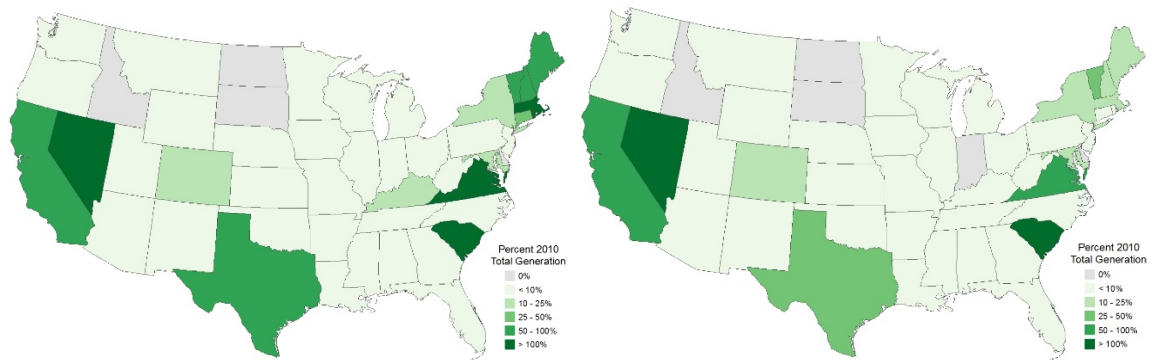 Percent 2010
Total Generation
0%
< 10%
10 - 25%
25 - 50%
50 - 100%
> 100%
Percent 2010
Total Generation
0%
< 10%
10 - 25%
25 - 50%
50 - 100%
> 100%